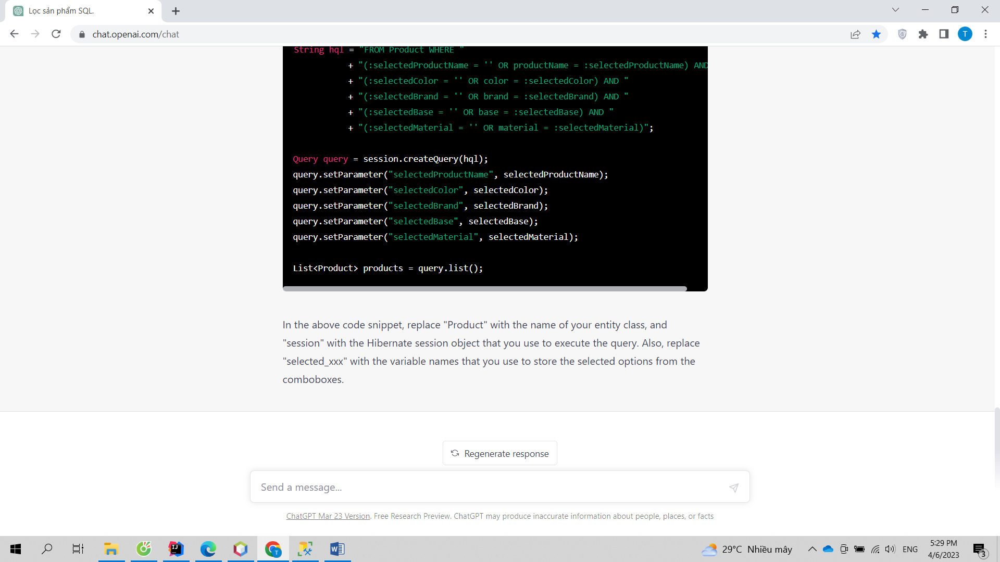 Lọc sản phẩm SQL.
chat.openai.com/chat
T
String hql = "FROM Product WHERE "
+ "(:selectedProductName = '' OR productName = :selectedProductName) AND
+ "(:selectedColor = '' OR color = :selectedColor) AND "
+ "(:selectedBrand = '' OR brand = :selectedBrand) AND "
+ "(:selectedBase = '' OR base = :selectedBase) AND "
+ "(:selectedMaterial = '' OR material = :selectedMaterial)";
Query query = session.createQuery(hql);
query.setParameter("selectedProductName", selectedProductName);
query.setParameter("selectedColor", selectedColor);
query.setParameter("selectedBrand", selectedBrand);
query.setParameter("selectedBase", selectedBase);
query.setParameter("selectedMaterial", selectedMaterial);
List<Product> products = query.list();
In the above code snippet, replace "Product" with the name of your entity class, and
"session" with the Hibernate session object that you use to execute the query. Also, replace
"selected_xxx" with the variable names that you use to store the selected options from the
comboboxes.
Regenerate response
Send a message...
ChatGPT Mar 23 Version. Free Research Preview. ChatGPT may produce inaccurate information about people, places, or facts
29°C Nhiều mây
ENG
5:29 PM
4/6/2023
3